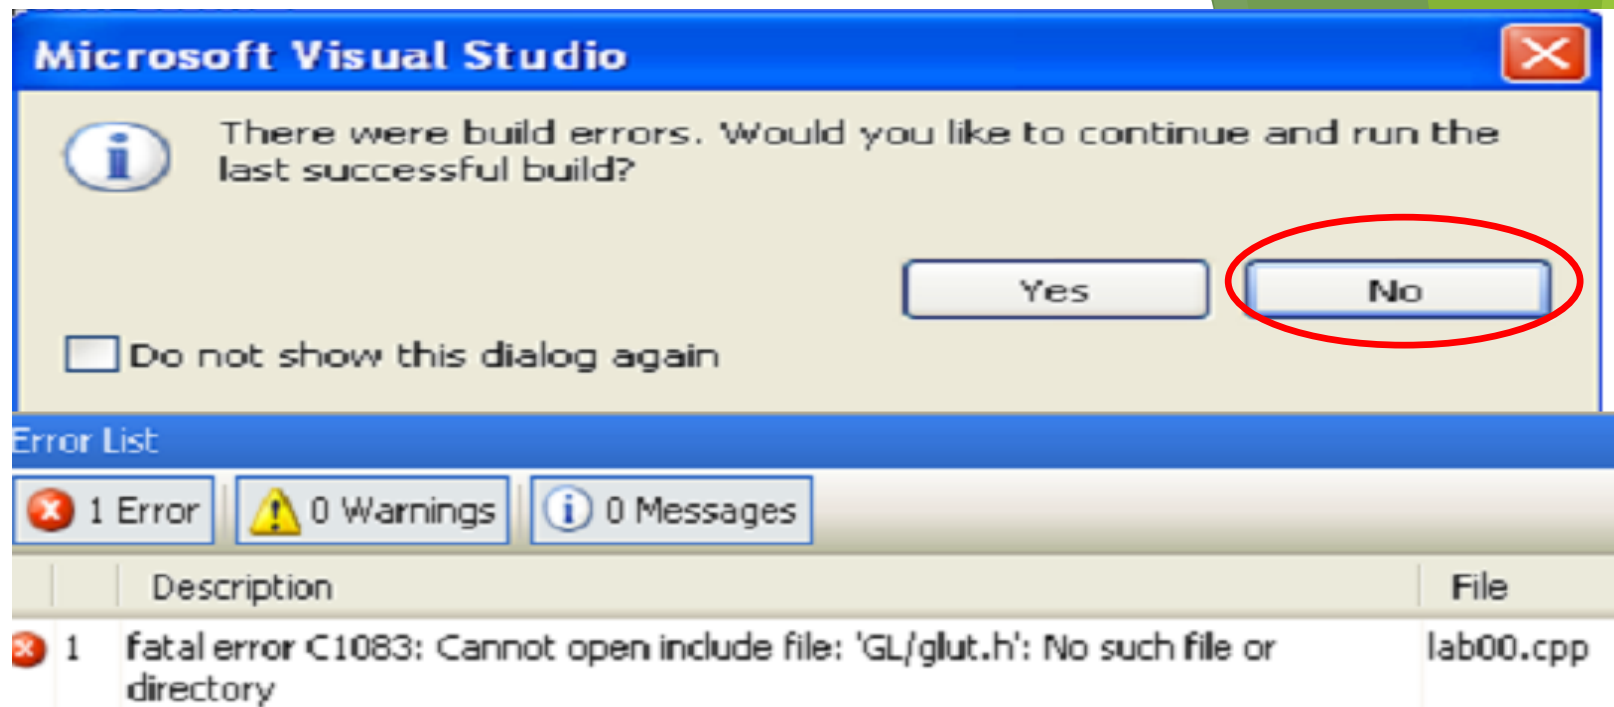 Microsoft Visual Studio
There were build errors. Would you like to continue and run the
last successful build?
Yes No
Do not show this dialog again
Error List
1 Error 0 Warnings 0 Messages
Description File
1 fatal error C1083: Cannot open include file: 'GL/glut.h': No such file or lab00.cpp
directory